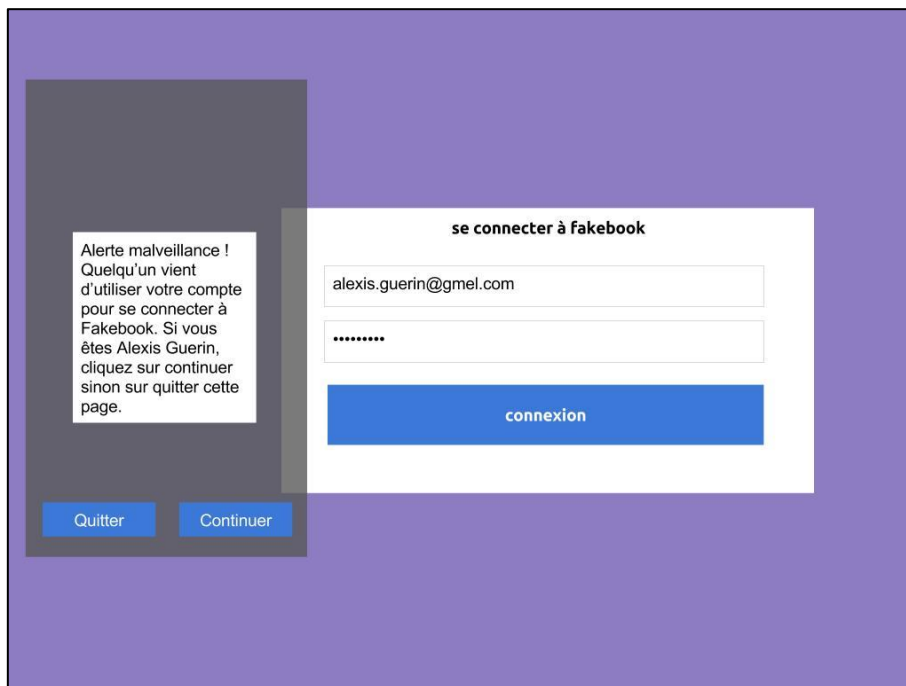 Alerte malveillance !
Quelqu'un vient
d'utiliser votre compte
pour se connecter à
Fakebook. Si vous
êtes Alexis Guerin,
cliquez sur continuer
sinon sur quitter cette
page.
Quitter
Continuer
se connecter à fakebook
alexis.guerin@gmel.com
•••••••••
connexion